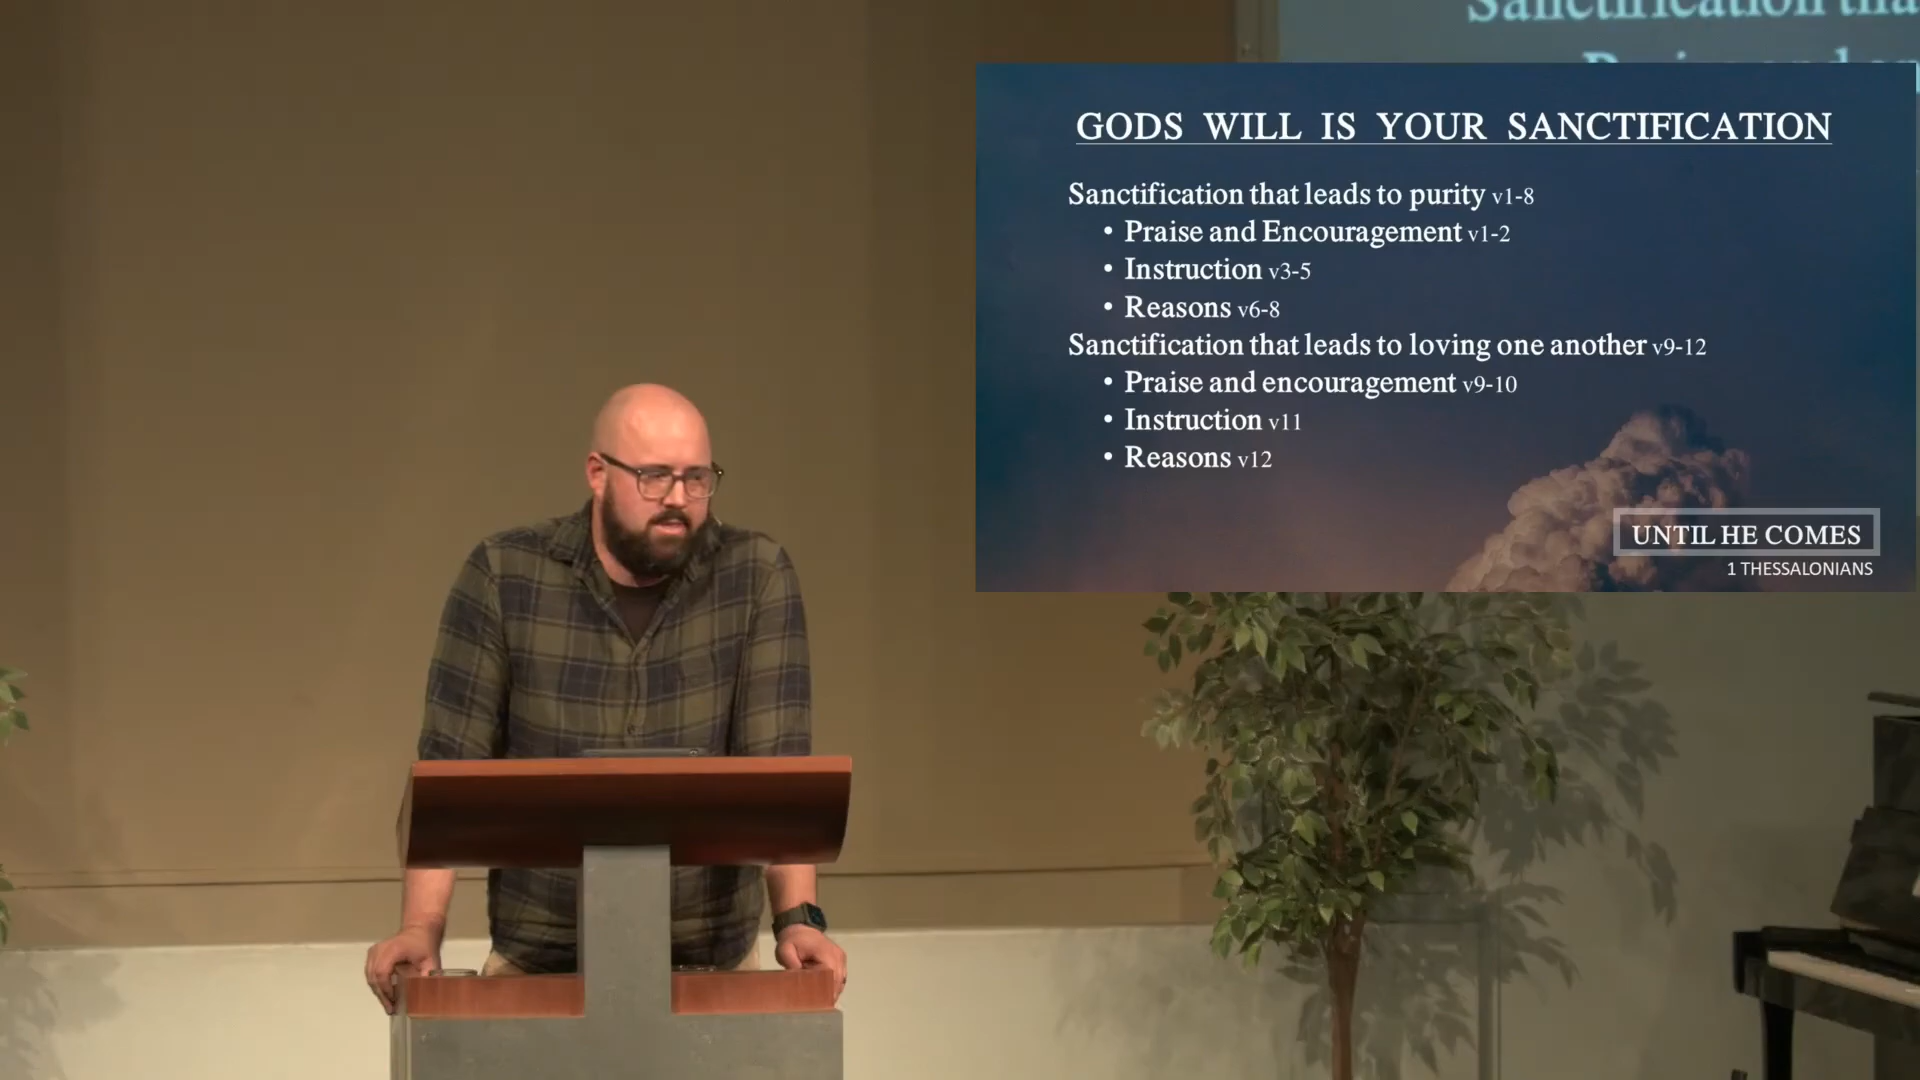 Sanctification tha
GODS WILL IS YOUR SANCTIFICATION
Sanctification that leads to purity v1-8
• Praise and Encouragement v1-2
• Instruction v3-5
• Reasons v6-8
Sanctification that leads to loving one another v9-12
• Praise and encouragement v9-10
• Instruction v11
• Reasons v12
UNTIL HE COMES
1 THESSALONIANS